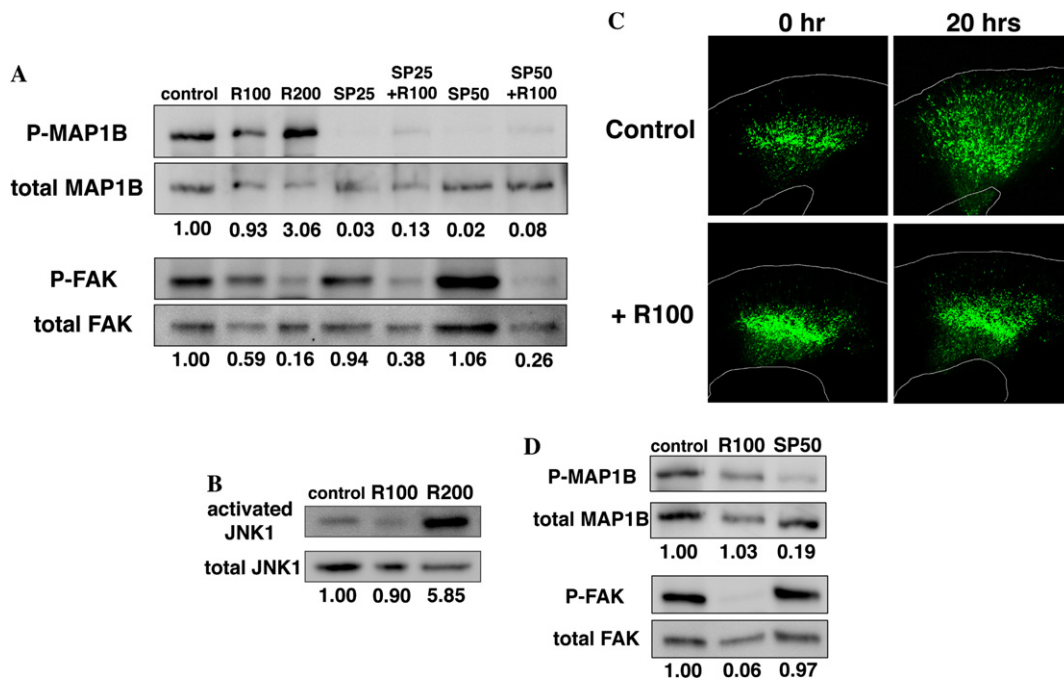 A
control R100 R200 SP25 SP25 +R100 SP50 SP50 +R100
P-MAP1B
total MAP1B
1.00 0.93 3.06 0.03 0.13 0.02 0.08
P-FAK
total FAK
1.00 0.59 0.16 0.94 0.38 1.06 0.26
C
0 hr 20 hrs
Control
+ R100
B
control R100 R200
activated
JNK1
total JNK1
1.00 0.90 5.85
D
control R100 SP50
P-MAP1B
total MAP1B
1.00 1.03 0.19
P-FAK
total FAK
1.00 0.06 0.97